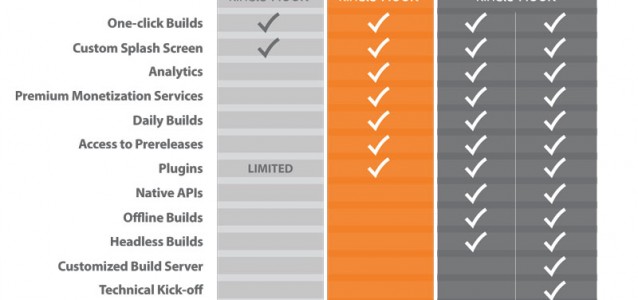 One-click Builds
Custom Splash Screen
Analytics
Premium Monetization Services
Daily Builds
Access to Prereleases
Plugins LIMITED
Native APIs
Offline Builds
Headless Builds
Customized Build Server
Technical Kick-off